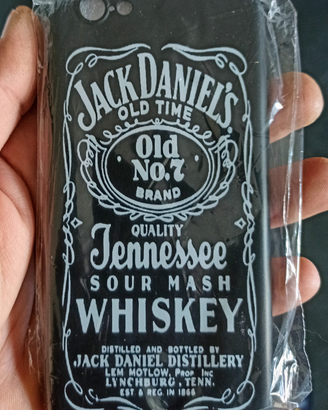 JACK DANIEL'S
OLD TIME
Old
No.7
BRAND
QUALITY
Tennessee
SOUR MASH
WHISKEY
DISTILLED AND BOTTLED BY
JACK DANIEL DISTILLERY
LEM MOTLOW, PROP INC
LYNCHBURG, TENN.
EST & REG. IN 1866